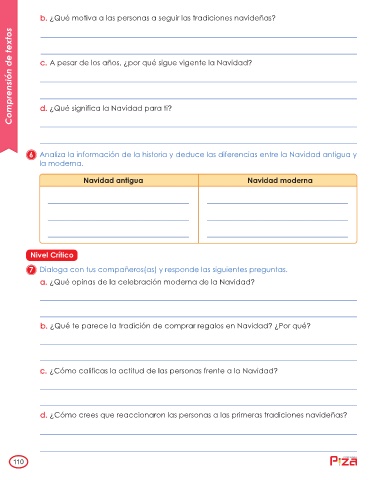 Comprensión de textos
b. ¿Qué motiva a las personas a seguir las tradiciones navideñas?
c. A pesar de los años, ¿por qué sigue vigente la Navidad?
d. ¿Qué significa la Navidad para ti?
6 Analiza la información de la historia y deduce las diferencias entre la Navidad antigua y
la moderna.
Navidad antigua
Navidad moderna
Nivel Crítico
7 Dialoga con tus compañeros(as) y responde las siguientes preguntas.
a. ¿Qué opinas de la celebración moderna de la Navidad?
b. ¿Qué te parece la tradición de comprar regalos en Navidad? ¿Por qué?
c. ¿Cómo calificas la actitud de las personas frente a la Navidad?
d. ¿Cómo crees que reaccionaron las personas a las primeras tradiciones navideñas?
110